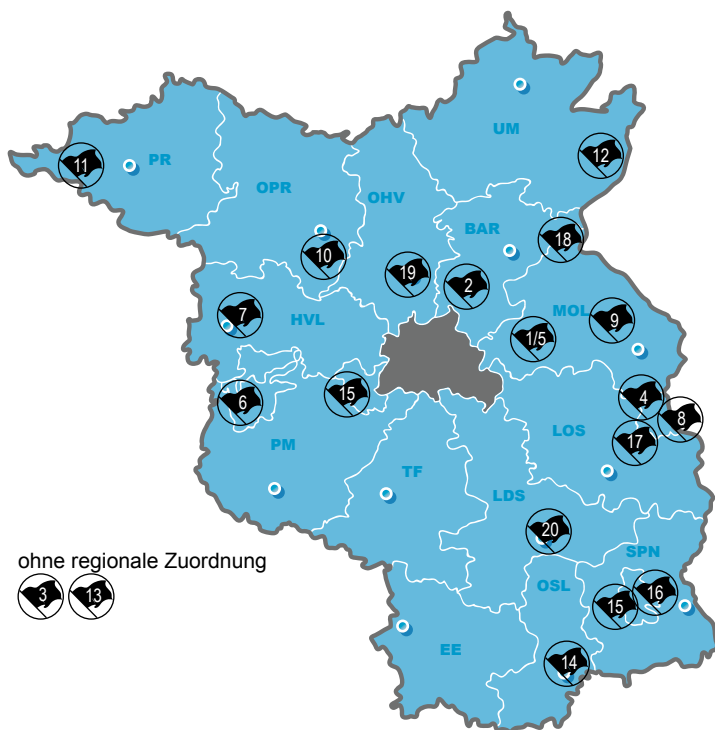 UM
12
11
PR
OPR
OHV
BAR
18
10
19
2
7
HVL
MOL
9
1/5
6
15
4
8
LOS
17
PM
TF
LDS
20
SPN
ohne regionale Zuordnung
3
13
OSL
15
16
EE
14